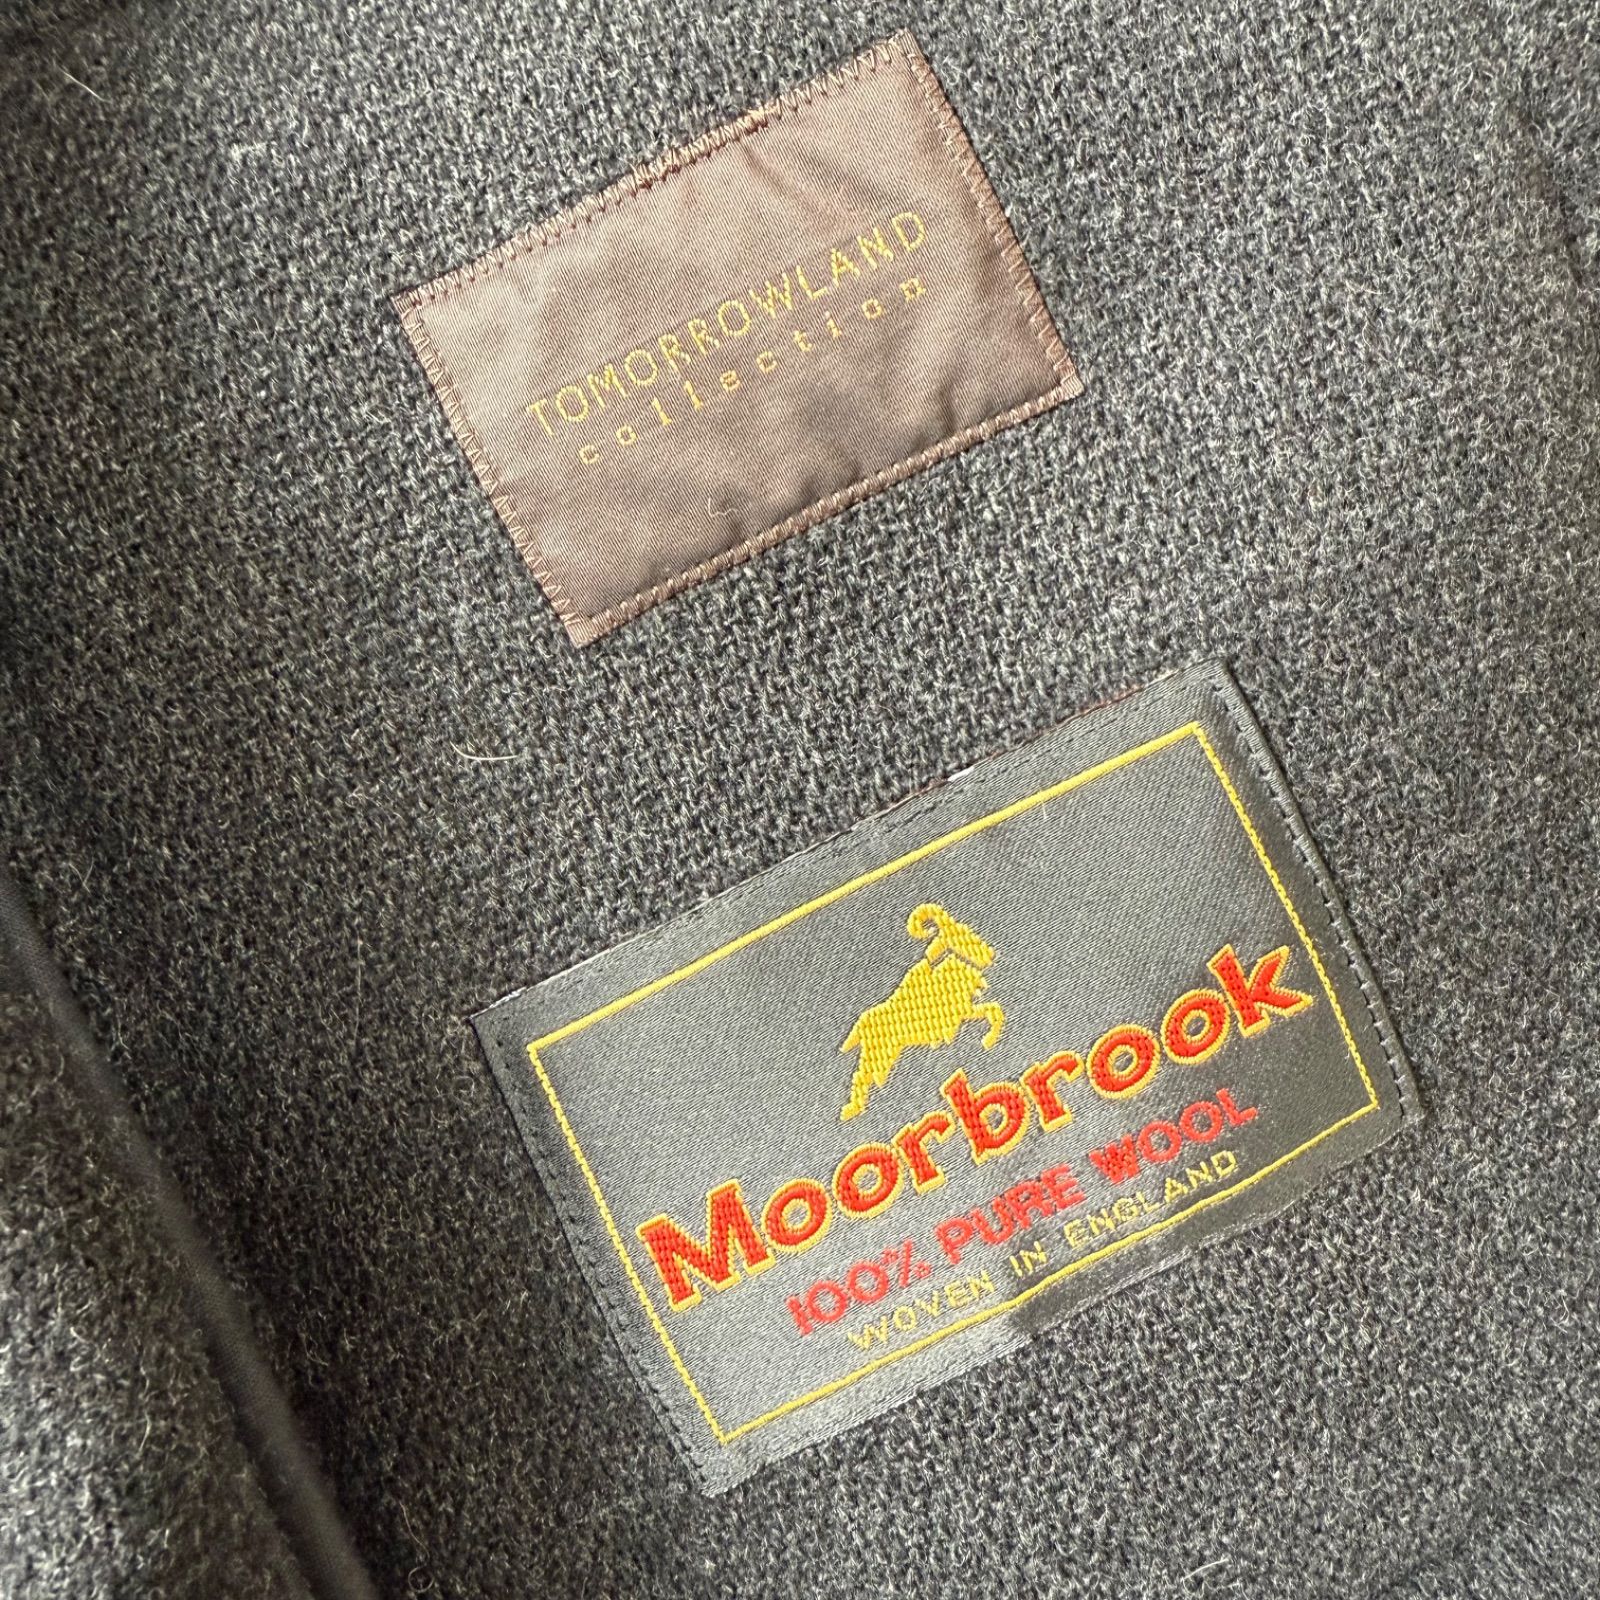 TOMORROWLAND
collection
Moorbrook
100% PURE WOOL
WOVEN IN ENGLAND